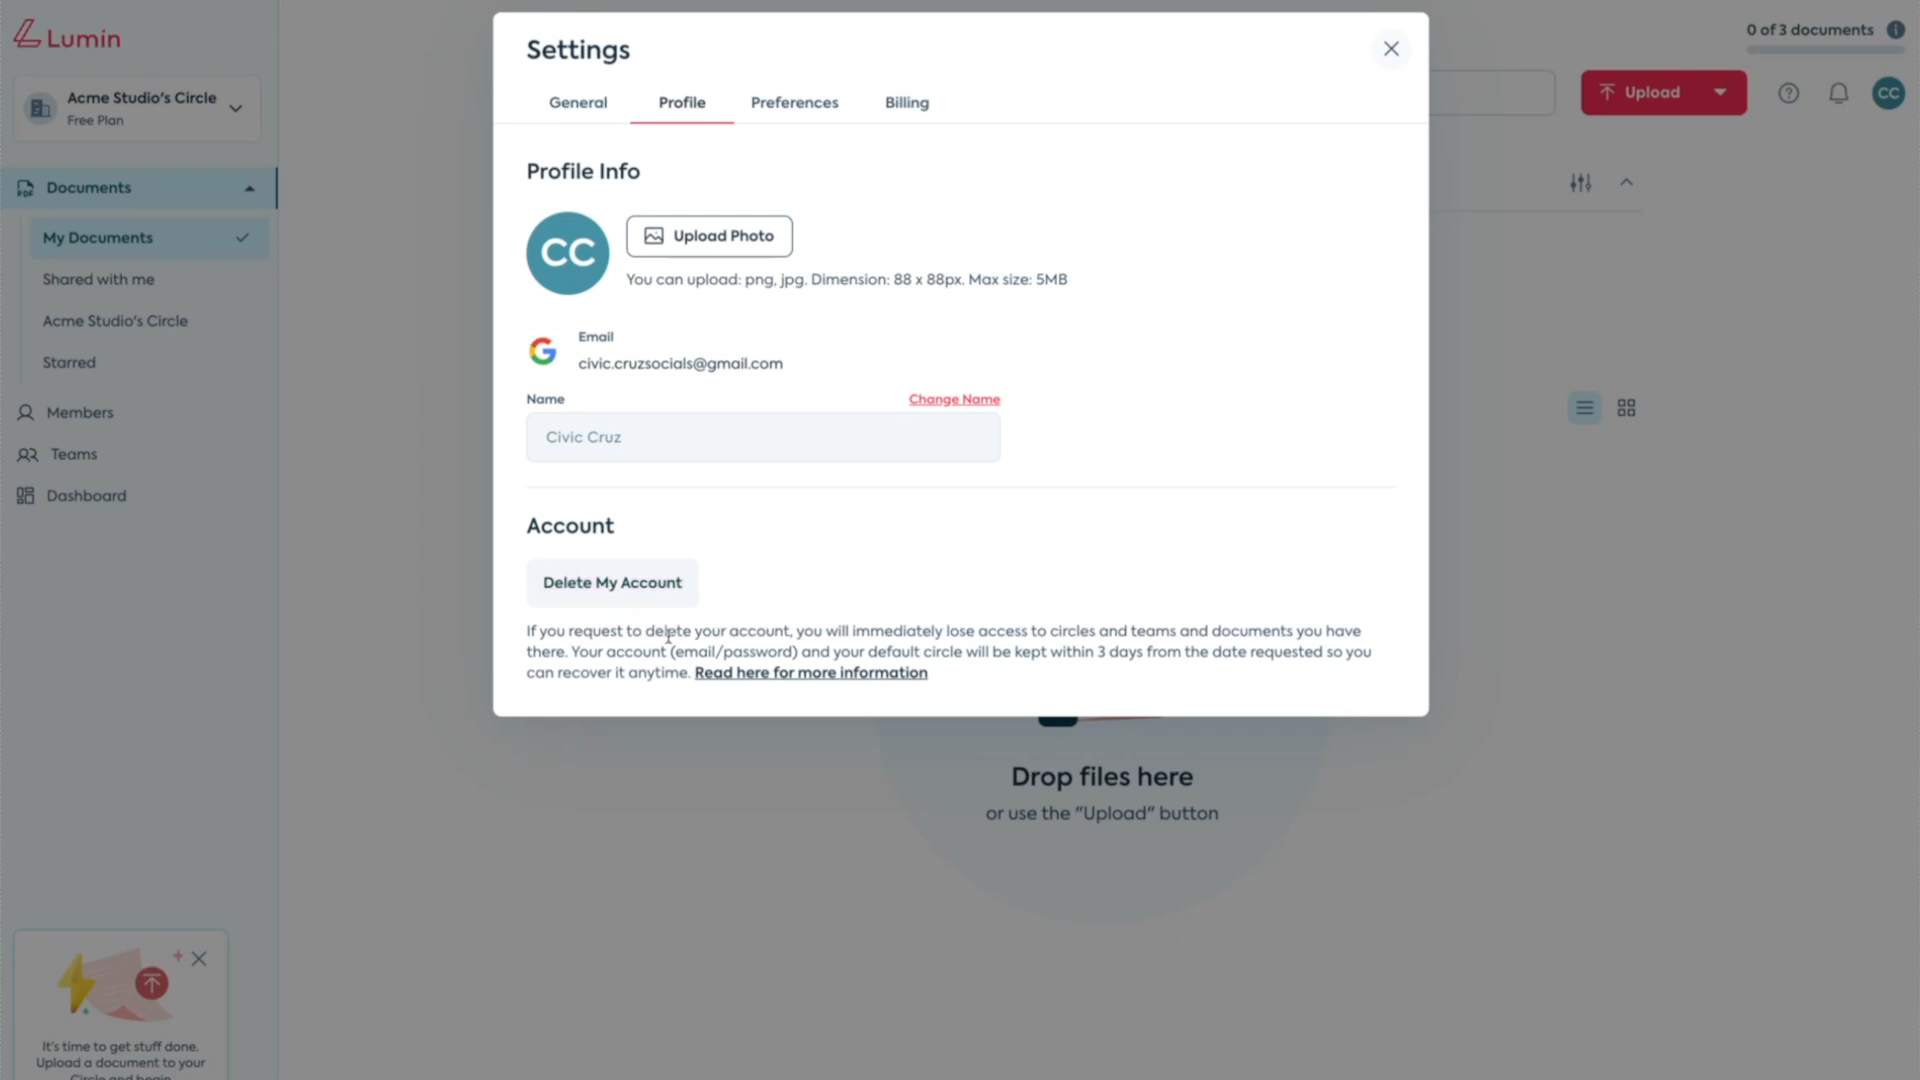 Lumin
Acme Studio's Circle
Free Plan
Documents
My Documents
Shared with me
Acme Studio's Circle
Starred
Members
Teams
Dashboard
It's time to get stuff done.
Upload a document to your
Circle and begin
0 of 3 documents
Upload
CC
Settings
General
Profile
Preferences
Billing
Profile Info
CC
Upload Photo
You can upload: png, jpg. Dimension: 88 x 88px. Max size: 5MB
Email
civic.cruzsocials@gmail.com
Name
Change Name
Civic Cruz
Account
Delete My Account
If you request to delete your account, you will immediately lose access to circles and teams and documents you have
there. Your account (email/password) and your default circle will be kept within 3 days from the date requested so you
can recover it anytime. Read here for more information
Drop files here
or use the "Upload" button